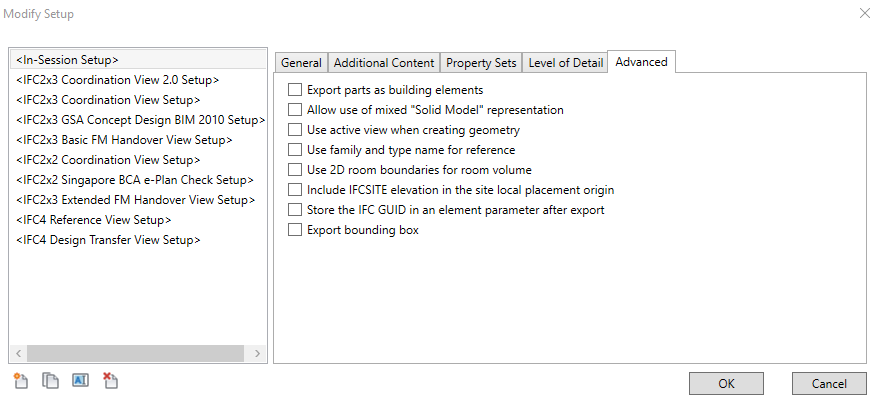 Modify Setup
<In-Session Setup>
<IFC2x3 Coordination View 2.0 Setup>
<IFC2x3 Coordination View Setup>
<IFC2x3 GSA Concept Design BIM 2010 Setup>
<IFC2x3 Basic FM Handover View Setup>
<IFC2x2 Coordination View Setup>
<IFC2x2 Singapore BCA e-Plan Check Setup>
<IFC2x3 Extended FM Handover View Setup>
<IFC4 Reference View Setup>
<IFC4 Design Transfer View Setup>
General Additional Content Property Sets Level of Detail Advanced
Export parts as building elements
Allow use of mixed "Solid Model" representation
Use active view when creating geometry
Use family and type name for reference
Use 2D room boundaries for room volume
Include IFCSITE elevation in the site local placement origin
Store the IFC GUID in an element parameter after export
Export bounding box
OK Cancel